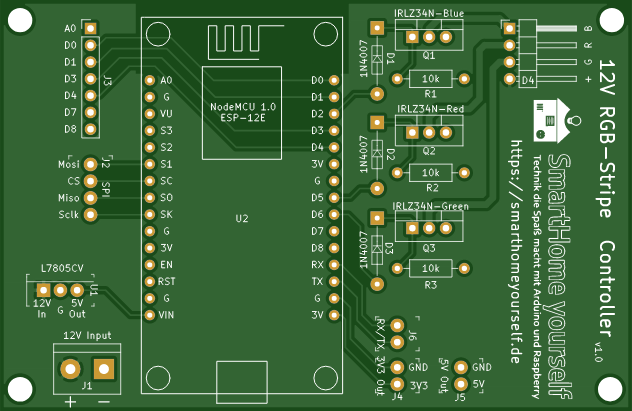 A0
D0
D1
D3
D4
D7
D8
J3
Mosi
CS
Miso
Sclk
J2
SPI
L7805CV
12V In
G
5V Out
U1
12V Input
J1
+ −
A0
G
VU
S3
S2
S1
SC
SO
SK
G
3V
EN
RST
G
VIN
NodeMCU 1.0
ESP-12E
U2
D0
D1
D2
D3
D4
3V
G
D5
D6
D7
D8
RX
TX
G
3V
IRLZ34N-Blue
1N4007
D1
Q1
10k
R1
IRLZ34N-Red
1N4007
D2
Q2
10k
R2
IRLZ34N-Green
1N4007
D3
Q3
10k
R3
RX/TX
J6
3V3 Out
GND
3V3
J4
5V Out
GND
5V
J5
B
R
G
+
D4
12V RGB-Stripe Controller
v1.0
SmartHome yourself
Technik die Spaß macht mit Arduino und Raspberry
https://smarthomeyourself.de